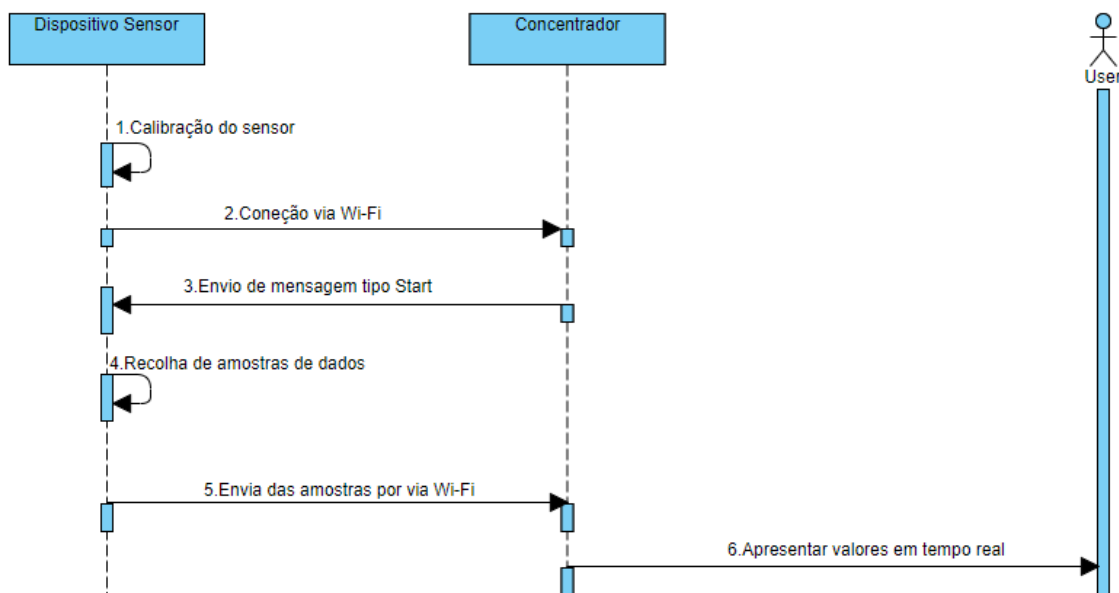 Dispositivo Sensor
Concentrador
User
1.Calibração do sensor
2.Coneção via Wi-Fi
3.Envio de mensagem tipo Start
4.Recolha de amostras de dados
5.Envia das amostras por via Wi-Fi
6.Apresentar valores em tempo real